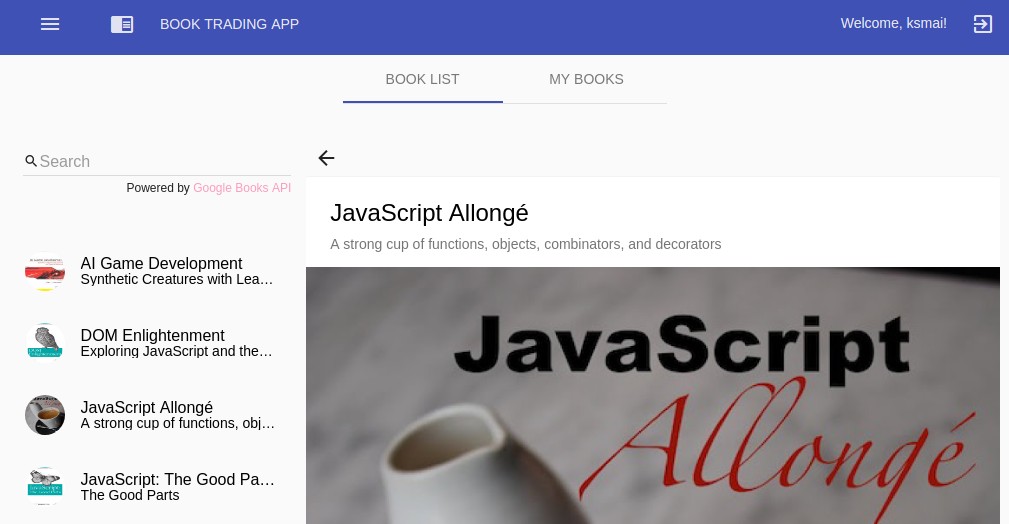 BOOK TRADING APP
Welcome, ksmai!
BOOK LIST
MY BOOKS
Search
Powered by Google Books API
AI Game Development
Synthetic Creatures with Lea…
DOM Enlightenment
Exploring JavaScript and the…
JavaScript Allongé
A strong cup of functions, obj…
JavaScript: The Good Pa…
The Good Parts
JavaScript Allongé
A strong cup of functions, objects, combinators, and decorators
JavaScript
Allongé